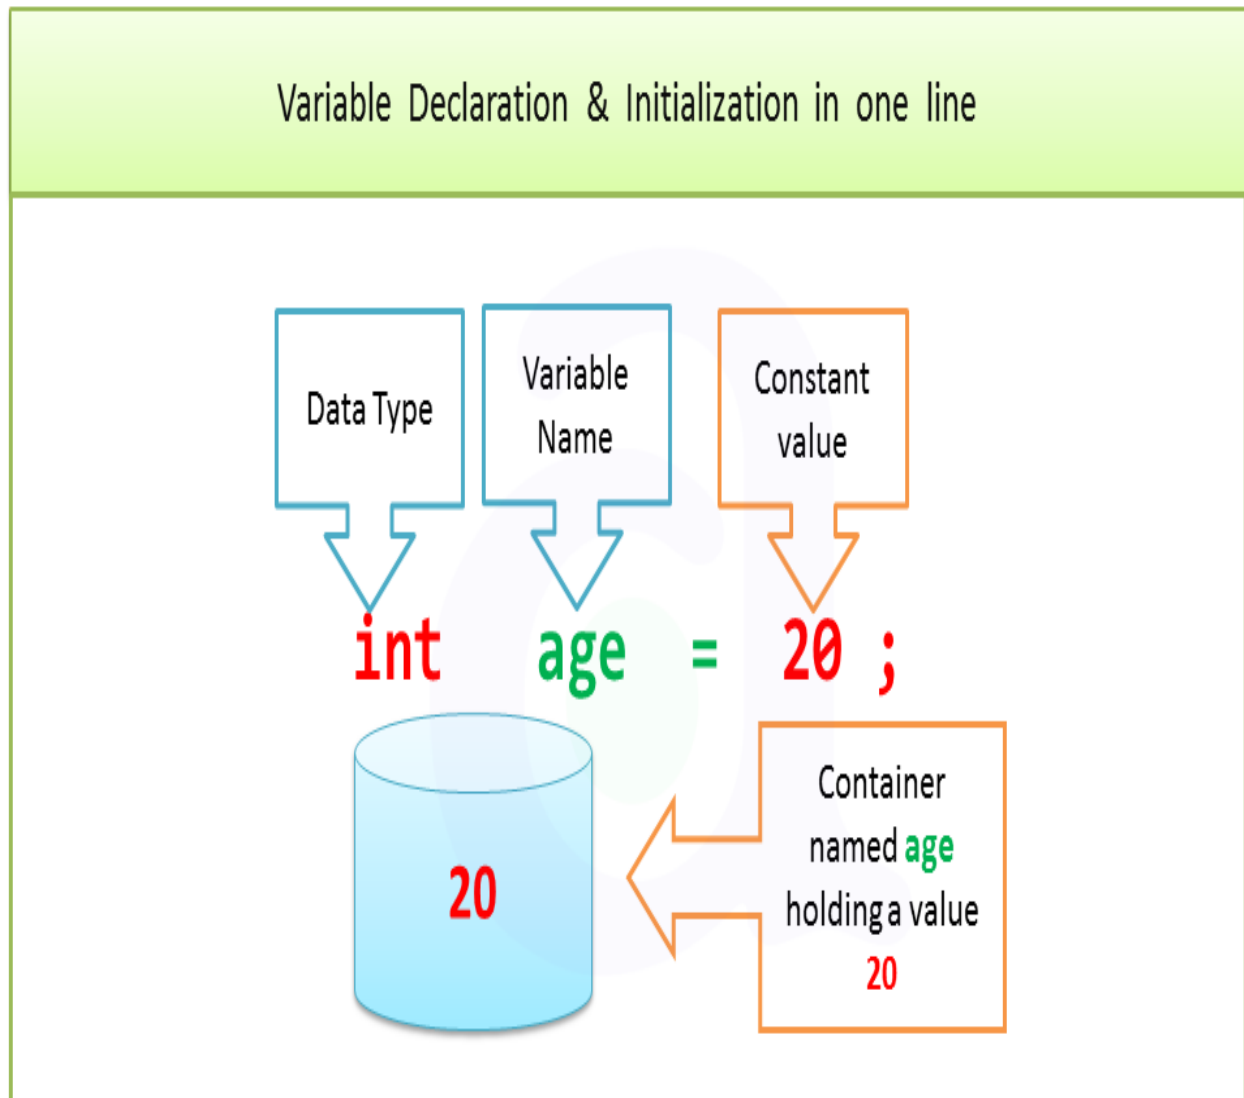 Variable Declaration & Initialization in one line
Data Type
Variable
Name
Constant
value
int age = 20 ;
20
Container
named age
holding a value
20